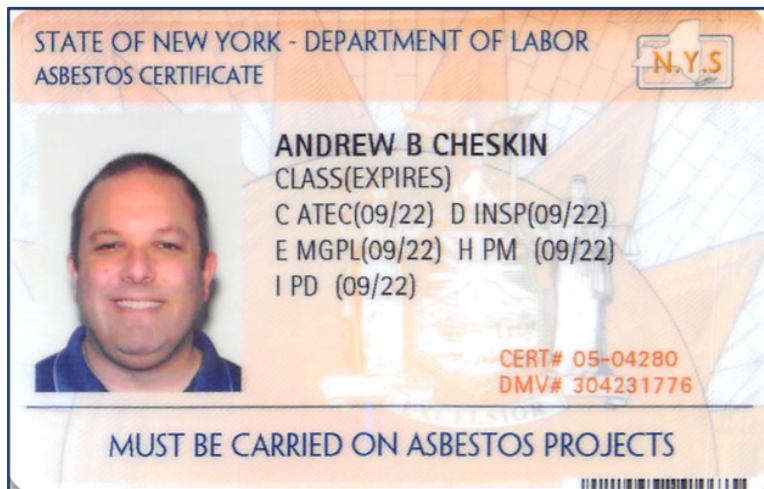 STATE OF NEW YORK - DEPARTMENT OF LABOR
ASBESTOS CERTIFICATE
N.Y.S
ANDREW B CHESKIN
CLASS(EXPIRES)
C ATEC(09/22) D INSP(09/22)
E MGPL(09/22) H PM (09/22)
I PD (09/22)
CERT# 05-04280
DMV# 304231776
EXCELSIOR
MUST BE CARRIED ON ASBESTOS PROJECTS